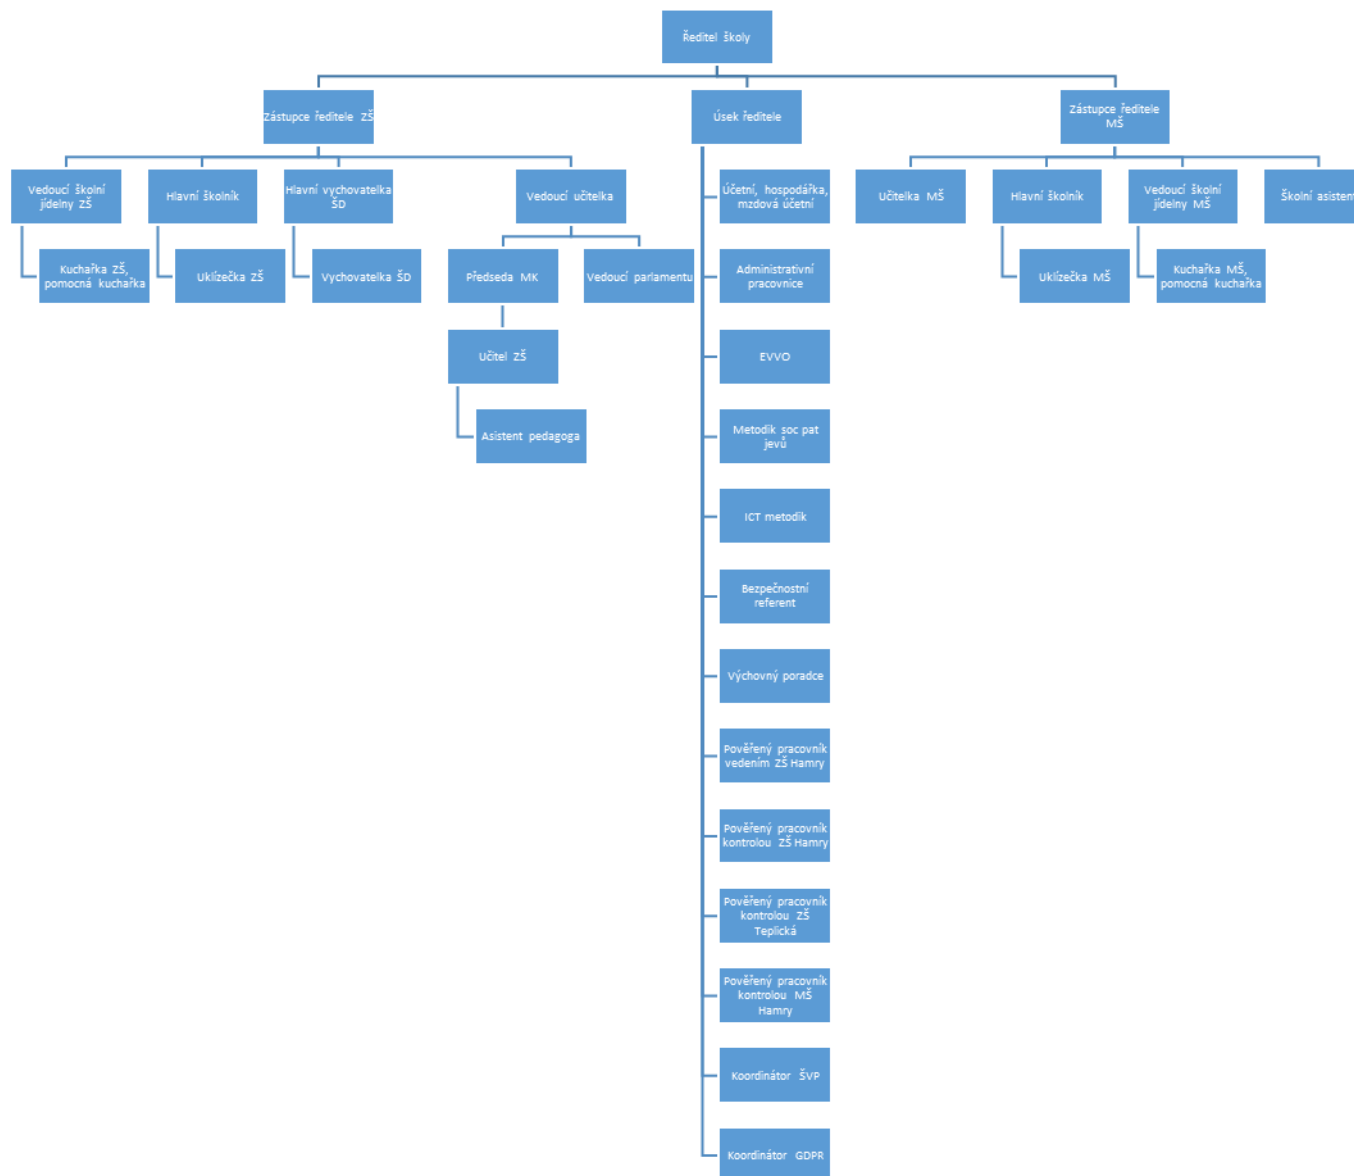 Ředitel školy
Zástupce ředitele ZŠ
Úsek ředitele
Zástupce ředitele
MŠ
Vedoucí školní
jídelny ZŠ
Hlavní školník
Hlavní vychovatelka
ŠD
Vedoucí učitelka
Účetní, hospodářka,
mzdová účetní
Učitelka MŠ
Hlavní školník
Vedoucí školní
jídelny MŠ
Školní asistent
Kuchařka ZŠ,
pomocná kuchařka
Uklízečka ZŠ
Vychovatelka ŠD
Předseda MK
Vedoucí parlamentu
Administrativní
pracovnice
Uklízečka MŠ
Kuchařka MŠ,
pomocná kuchařka
Učitel ZŠ
EVVO
Asistent pedagoga
Metodik soc pat
jevů
ICT metodik
Bezpečnostní
referent
Výchovný poradce
Pověřený pracovník
vedením ZŠ Hamry
Pověřený pracovník
kontrolou ZŠ Hamry
Pověřený pracovník
kontrolou ZŠ
Teplická
Pověřený pracovník
kontrolou MŠ
Hamry
Koordinátor ŠVP
Koordinátor GDPR